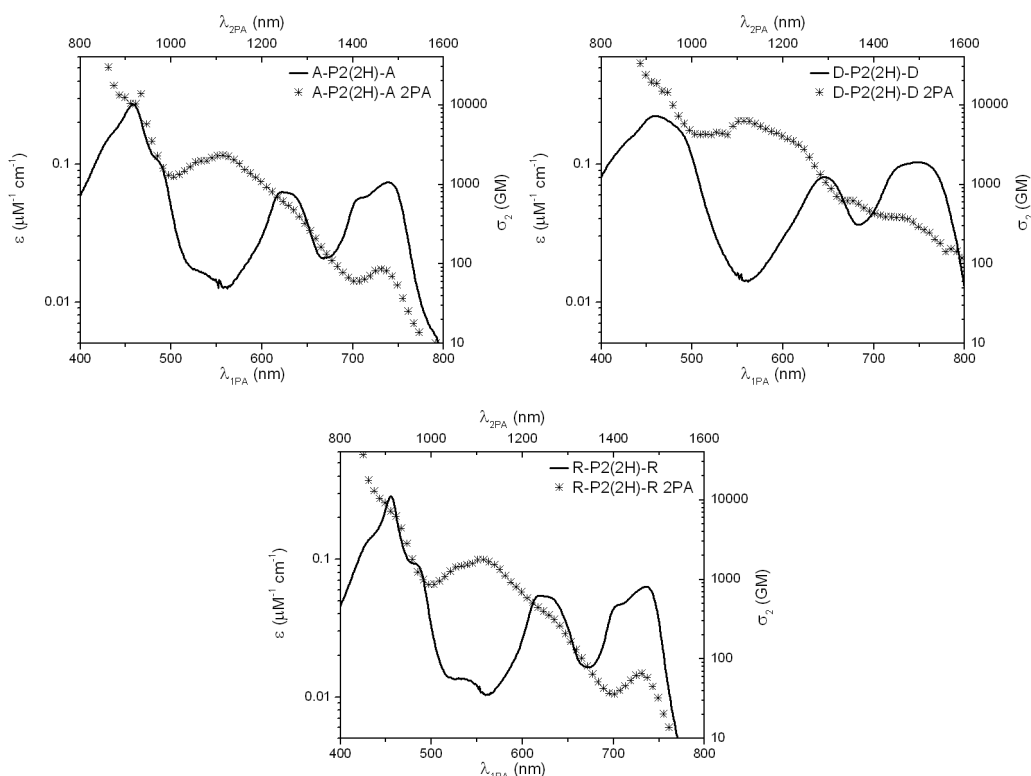 λ2PA (nm)
800 1000 1200 1400 1600
A-P2(2H)-A
A-P2(2H)-A 2PA
ε (μM⁻¹ cm⁻¹)
0.1
0.01
10000
1000
100
10
σ₂ (GM)
400 500 600 700 800
λ1PA (nm)
λ2PA (nm)
800 1000 1200 1400 1600
D-P2(2H)-D
D-P2(2H)-D 2PA
ε (μM⁻¹ cm⁻¹)
0.1
0.01
10000
1000
100
10
σ₂ (GM)
400 500 600 700 800
λ1PA (nm)
λ2PA (nm)
800 1000 1200 1400 1600
R-P2(2H)-R
R-P2(2H)-R 2PA
ε (μM⁻¹ cm⁻¹)
0.1
0.01
10000
1000
100
10
σ₂ (GM)
400 500 600 700 800
λ1PA (nm)